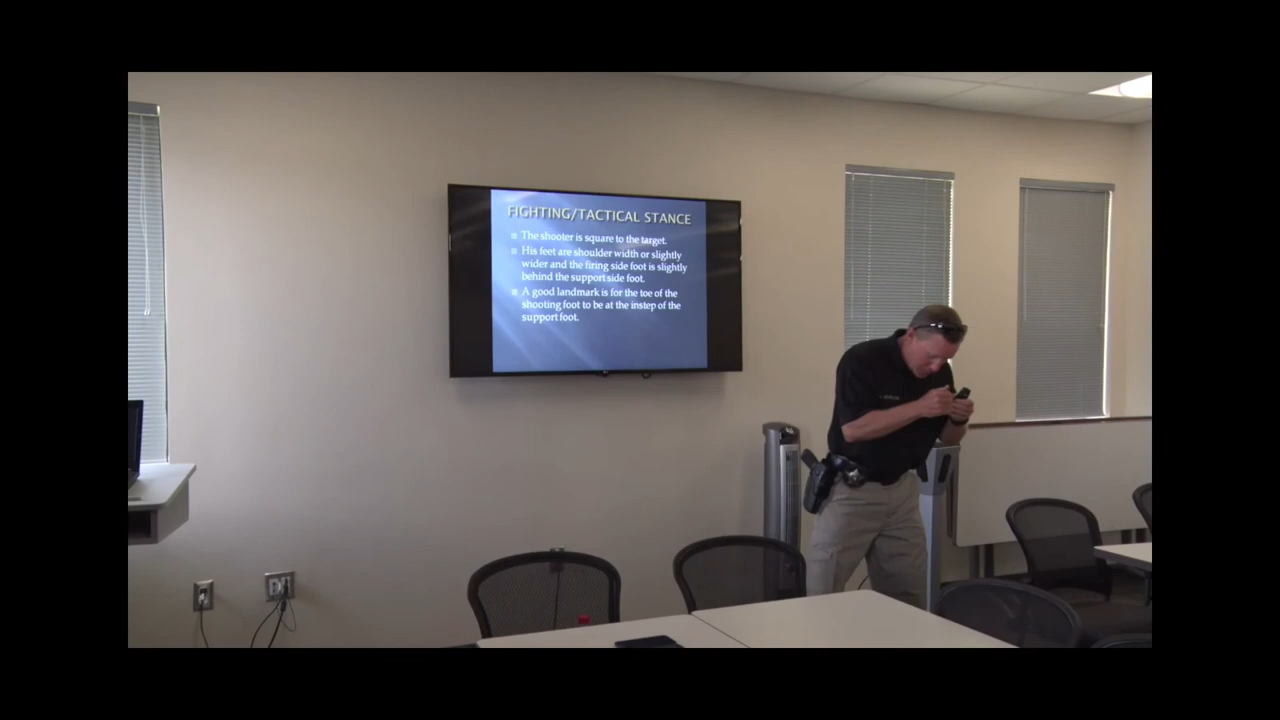 FIGHTING/TACTICAL STANCE
The shooter is square to the target.
His feet are shoulder width or slightly
wider and the firing side foot is slightly
behind the support side foot.
A good landmark is for the toe of the
shooting foot to be at the instep of the
support foot.